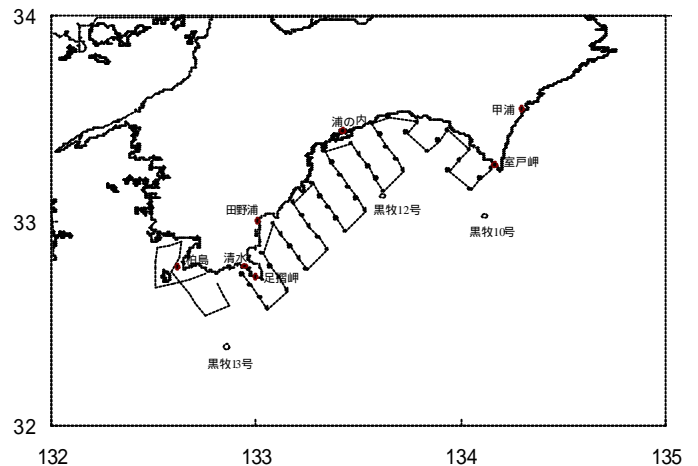 34
甲浦
浦の内
室戸岬
田野浦
黒牧12号
33
黒牧10号
柏島
清水
足摺岬
黒牧13号
32
132
133
134
135